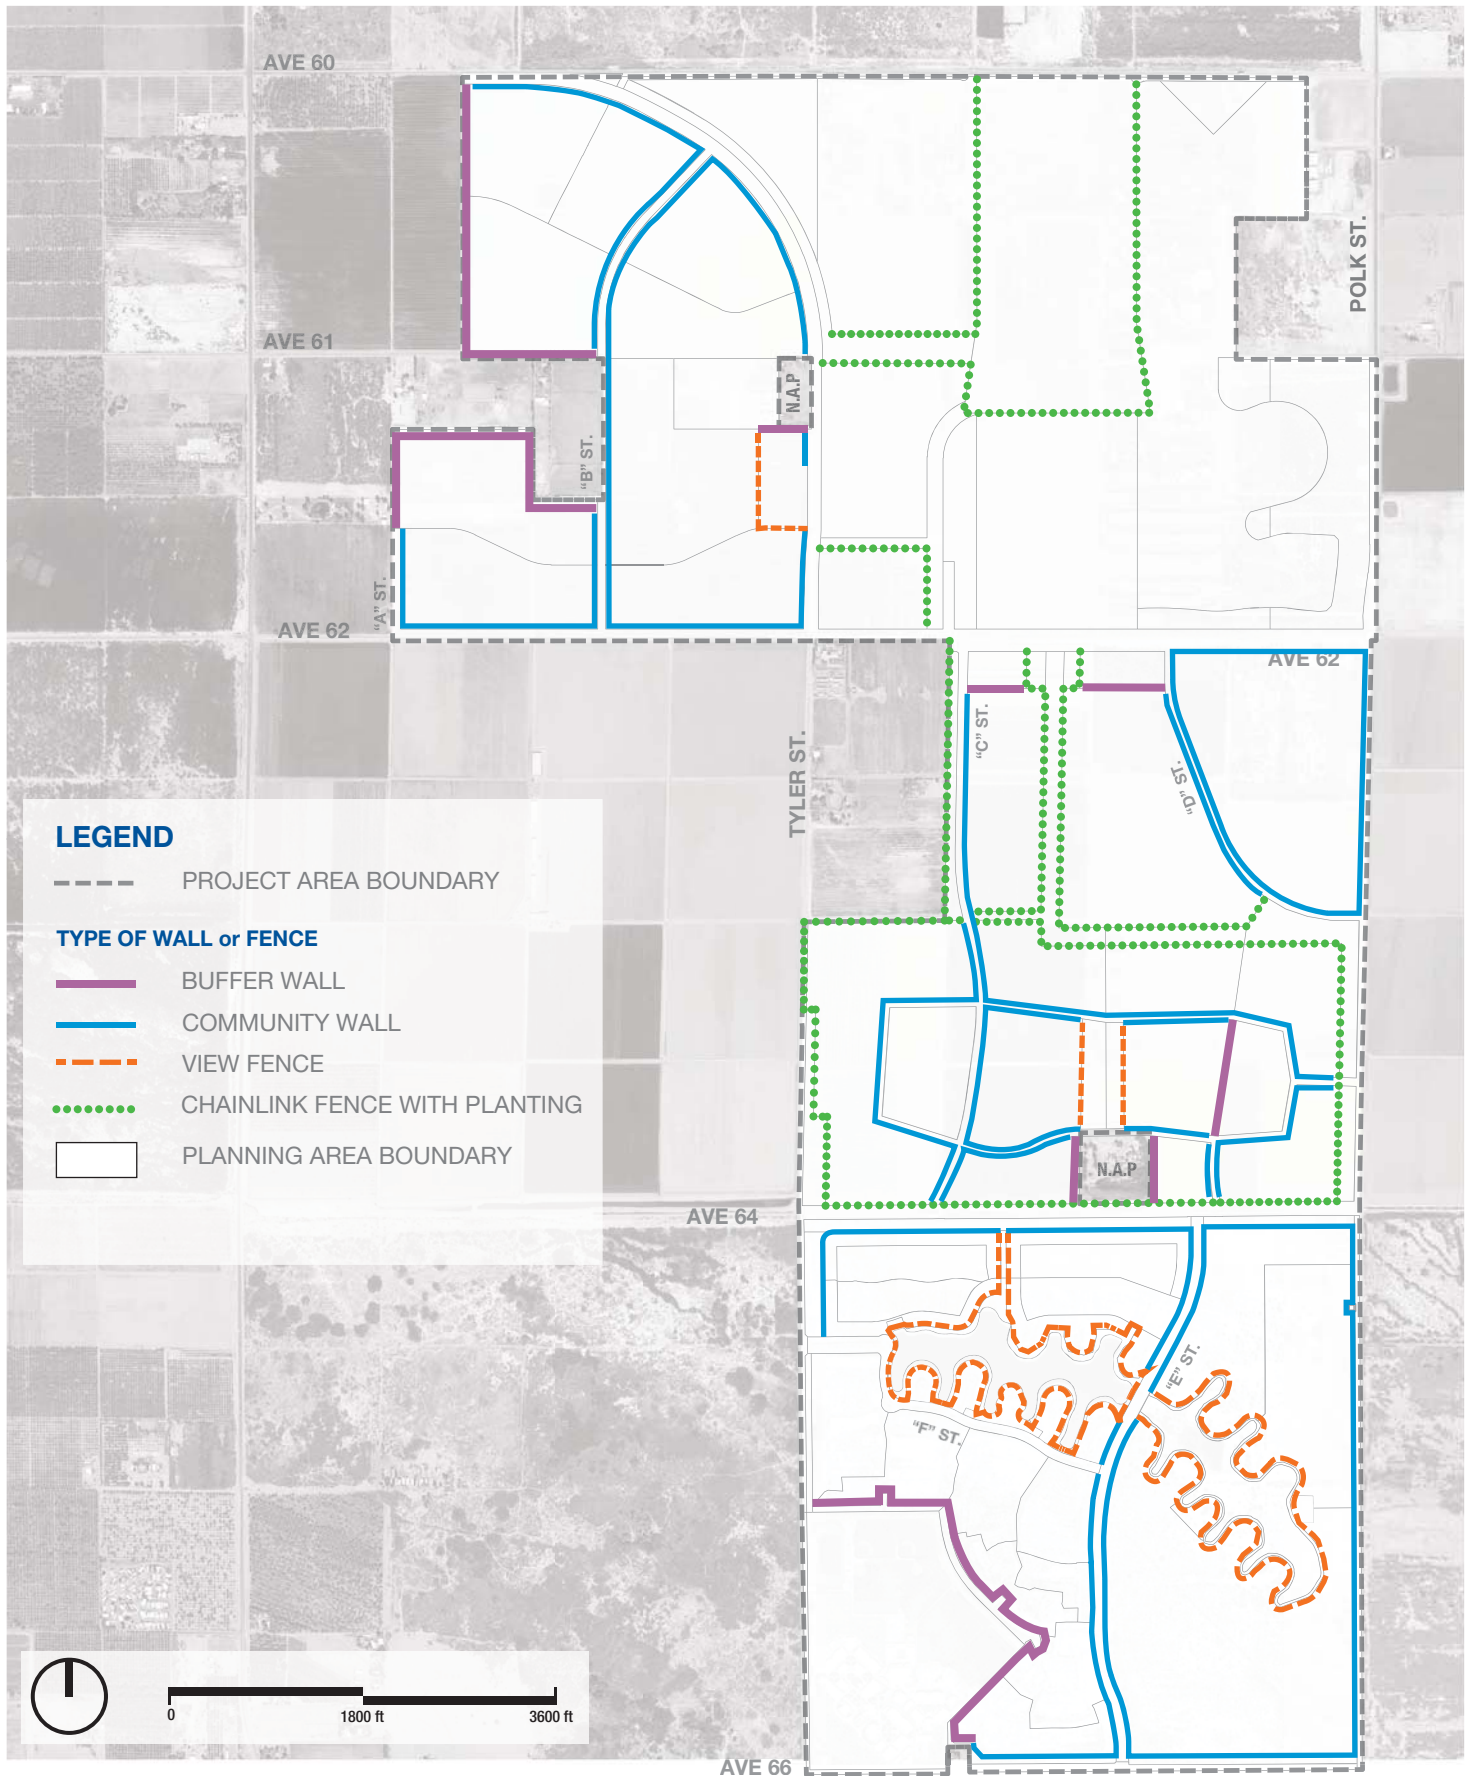 AVE 60
POLK ST.
AVE 61
N.A.P
"B" ST.
"A" ST.
AVE 62
AVE 62
"C" ST.
TYLER ST.
"D" ST.
LEGEND
PROJECT AREA BOUNDARY
TYPE OF WALL or FENCE
BUFFER WALL
COMMUNITY WALL
VIEW FENCE
CHAINLINK FENCE WITH PLANTING
PLANNING AREA BOUNDARY
N.A.P
AVE 64
"E" ST.
"F" ST.
0
1800 ft
3600 ft
AVE 66